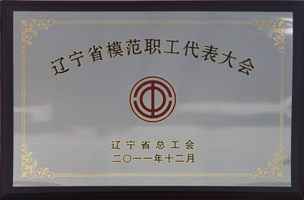 辽宁省模范职工代表大会
辽宁省总工会
二〇一一年十二月